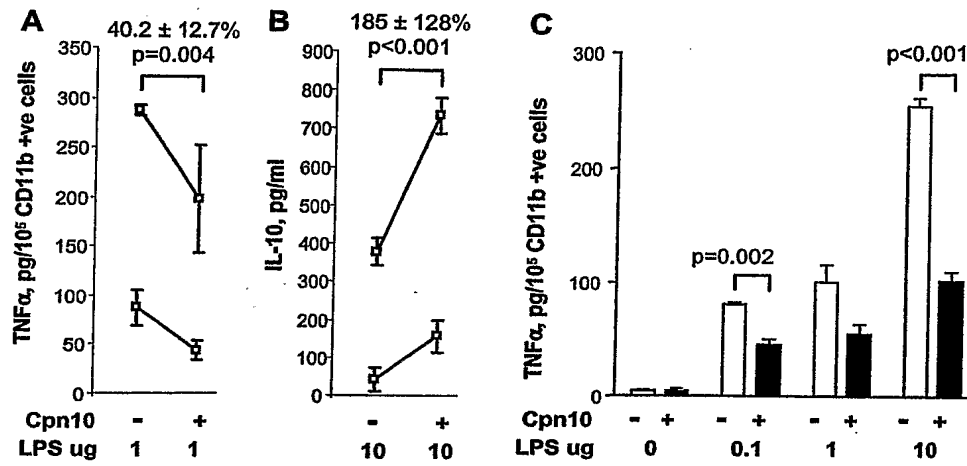 A
40.2 ± 12.7%
p=0.004
TNFα, pg/10⁵ CD11b +ve cells
350
300
250
200
150
100
50
0
Cpn10 - +
LPS ug 1 1
B
185 ± 128%
p<0.001
IL-10, pg/ml
900
800
700
600
500
400
300
200
100
0
- +
10 10
C
TNFα, pg/10⁵ CD11b +ve cells
300
200
100
0
p=0.002
p<0.001
Cpn10 - + - + - + - +
LPS ug 0 0.1 1 10